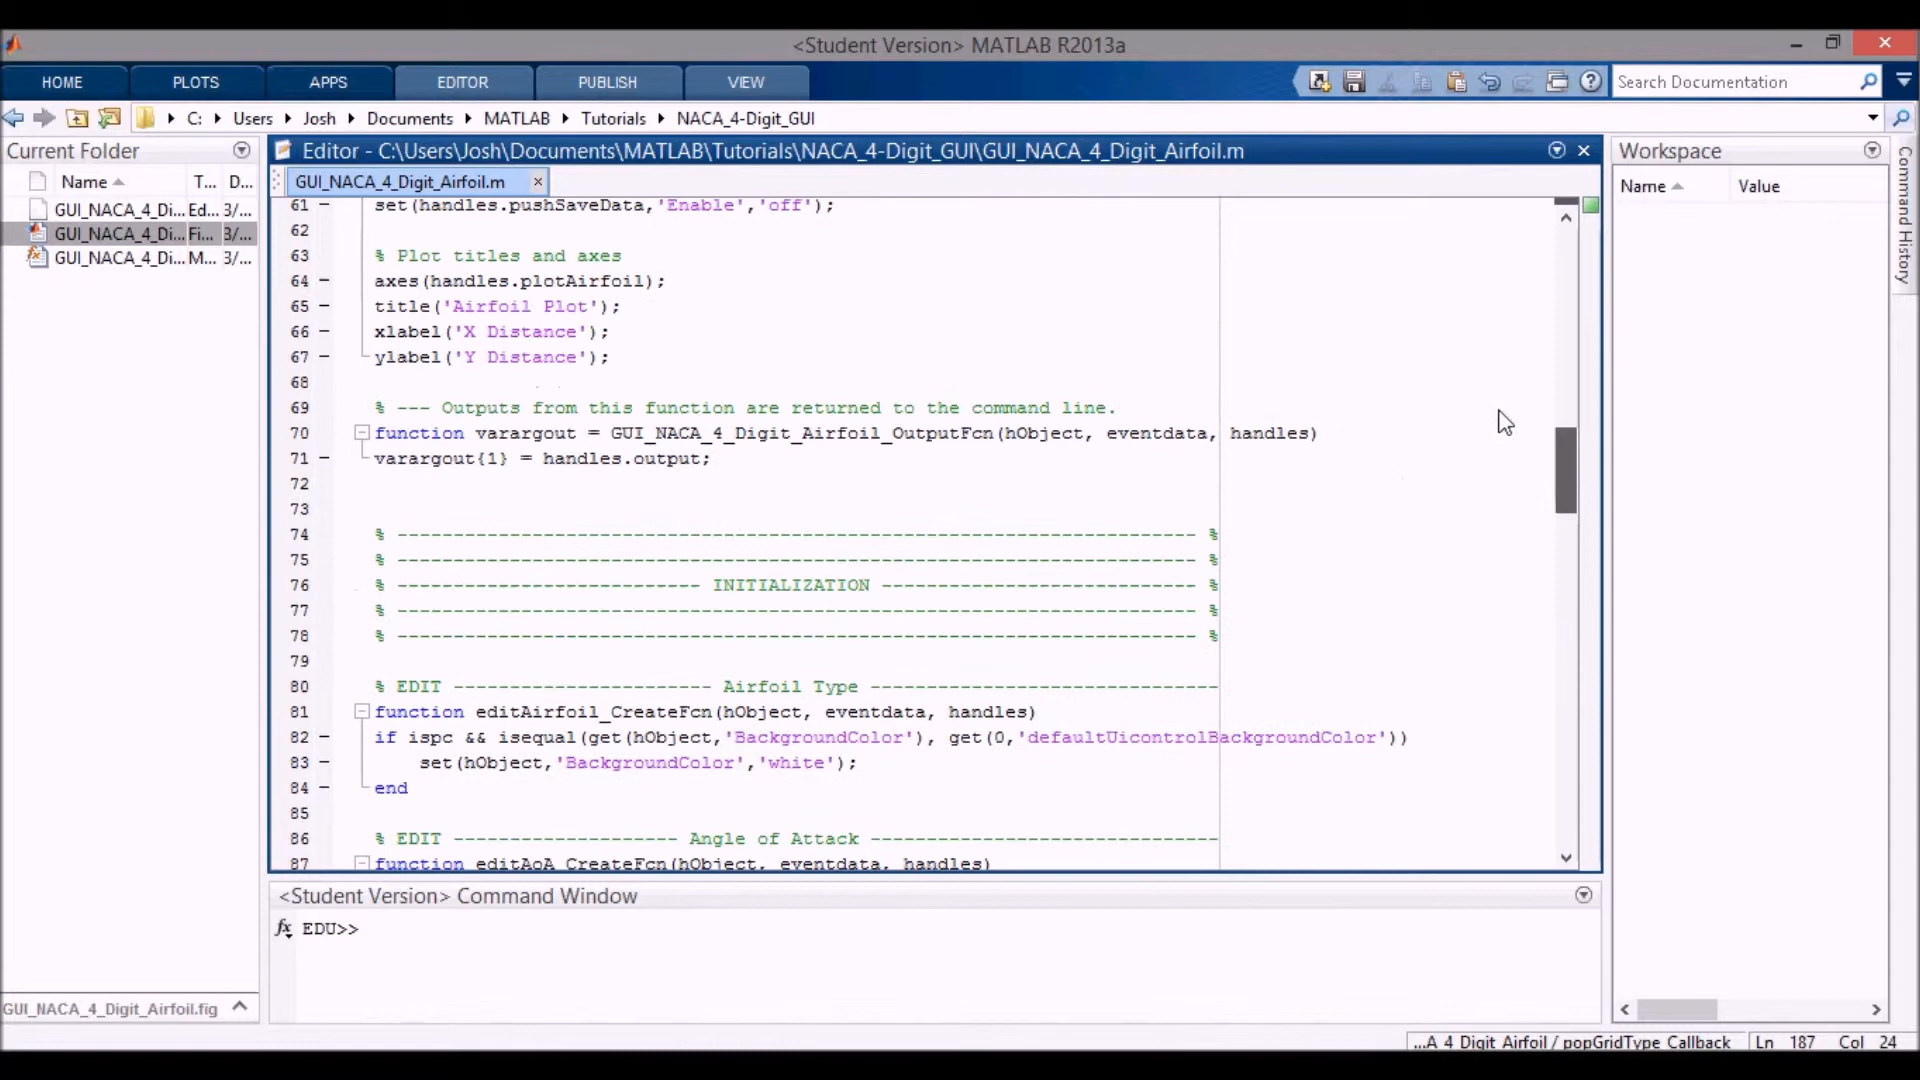 <Student Version> MATLAB R2013a
HOME PLOTS APPS EDITOR PUBLISH VIEW Search Documentation
C: Users Josh Documents MATLAB Tutorials NACA_4-Digit_GUI
Current Folder
Name T... D...
GUI_NACA_4_Di... Ed... 3/...
GUI_NACA_4_Di... Fi... 3/...
GUI_NACA_4_Di... M... 3/...
GUI_NACA_4_Digit_Airfoil.fig
Editor - C:\Users\Josh\Documents\MATLAB\Tutorials\NACA_4-Digit_GUI\GUI_NACA_4_Digit_Airfoil.m
GUI_NACA_4_Digit_Airfoil.m
61 - set(handles.pushSaveData,'Enable','off');
62
63 % Plot titles and axes
64 - axes(handles.plotAirfoil);
65 - title('Airfoil Plot');
66 - xlabel('X Distance');
67 - ylabel('Y Distance');
68
69 % --- Outputs from this function are returned to the command line.
70 function varargout = GUI_NACA_4_Digit_Airfoil_OutputFcn(hObject, eventdata, handles)
71 - varargout{1} = handles.output;
72
73
74 % ----------------------------------------------------------------------- %
75 % ----------------------------------------------------------------------- %
76 % --------------------------- INITIALIZATION ---------------------------- %
77 % ----------------------------------------------------------------------- %
78 % ----------------------------------------------------------------------- %
79
80 % EDIT ----------------------- Airfoil Type -------------------------------
81 function editAirfoil_CreateFcn(hObject, eventdata, handles)
82 - if ispc && isequal(get(hObject,'BackgroundColor'), get(0,'defaultUicontrolBackgroundColor'))
83 - set(hObject,'BackgroundColor','white');
84 - end
85
86 % EDIT -------------------- Angle of Attack -------------------------------
87 function editAoA_CreateFcn(hObject, eventdata, handles)
<Student Version> Command Window
fx EDU>>
Workspace
Name Value
Command History
...A_4_Digit_Airfoil / popGridType_Callback Ln 187 Col 24